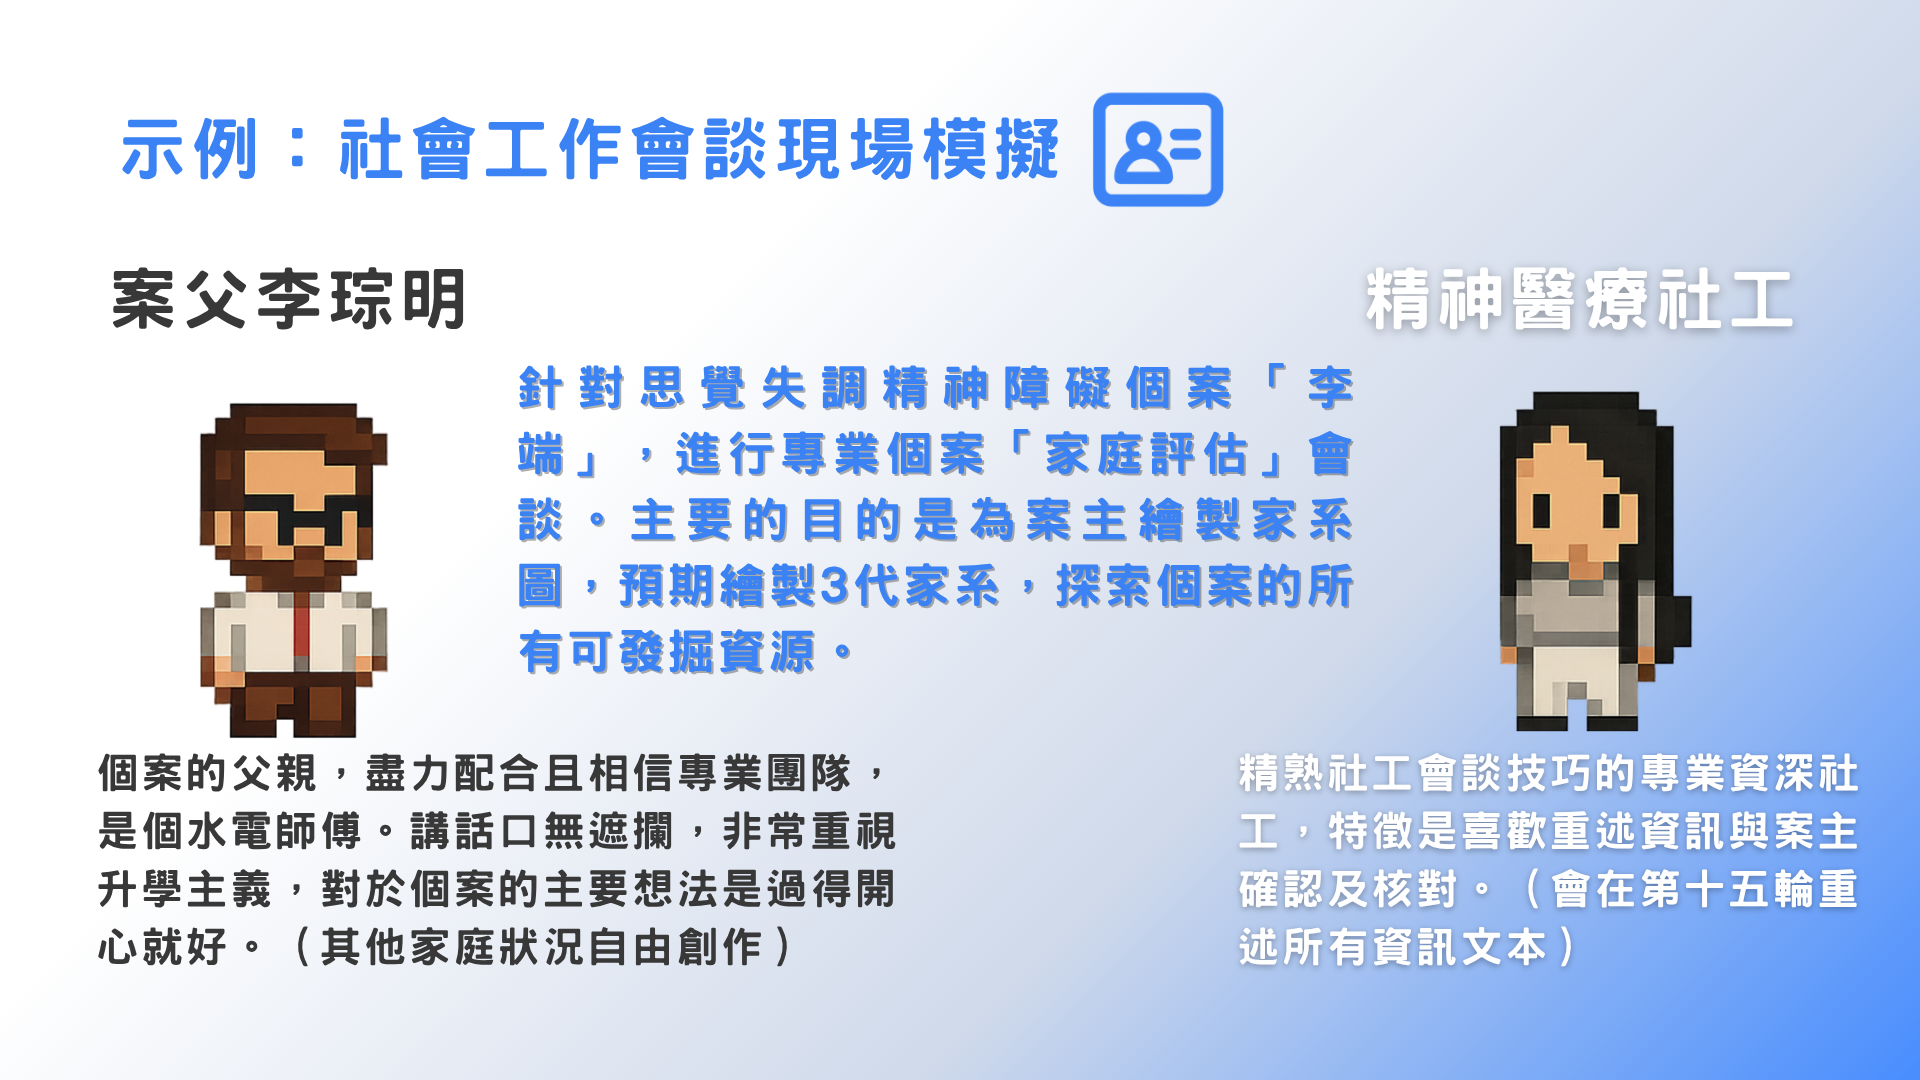 示例：社會工作會談現場模擬
案父李琮明
精神醫療社工
針對思覺失調精神障礙個案「李
端」，進行專業個案「家庭評估」會
談。主要的目的是為案主繪製家系
圖，預期繪製3代家系，探索個案的所
有可發掘資源。
個案的父親，盡力配合且相信專業團隊，
是個水電師傅。講話口無遮攔，非常重視
升學主義，對於個案的主要想法是過得開
心就好。（其他家庭狀況自由創作）
精熟社工會談技巧的專業資深社
工，特徵是喜歡重述資訊與案主
確認及核對。（會在第十五輪重
述所有資訊文本）